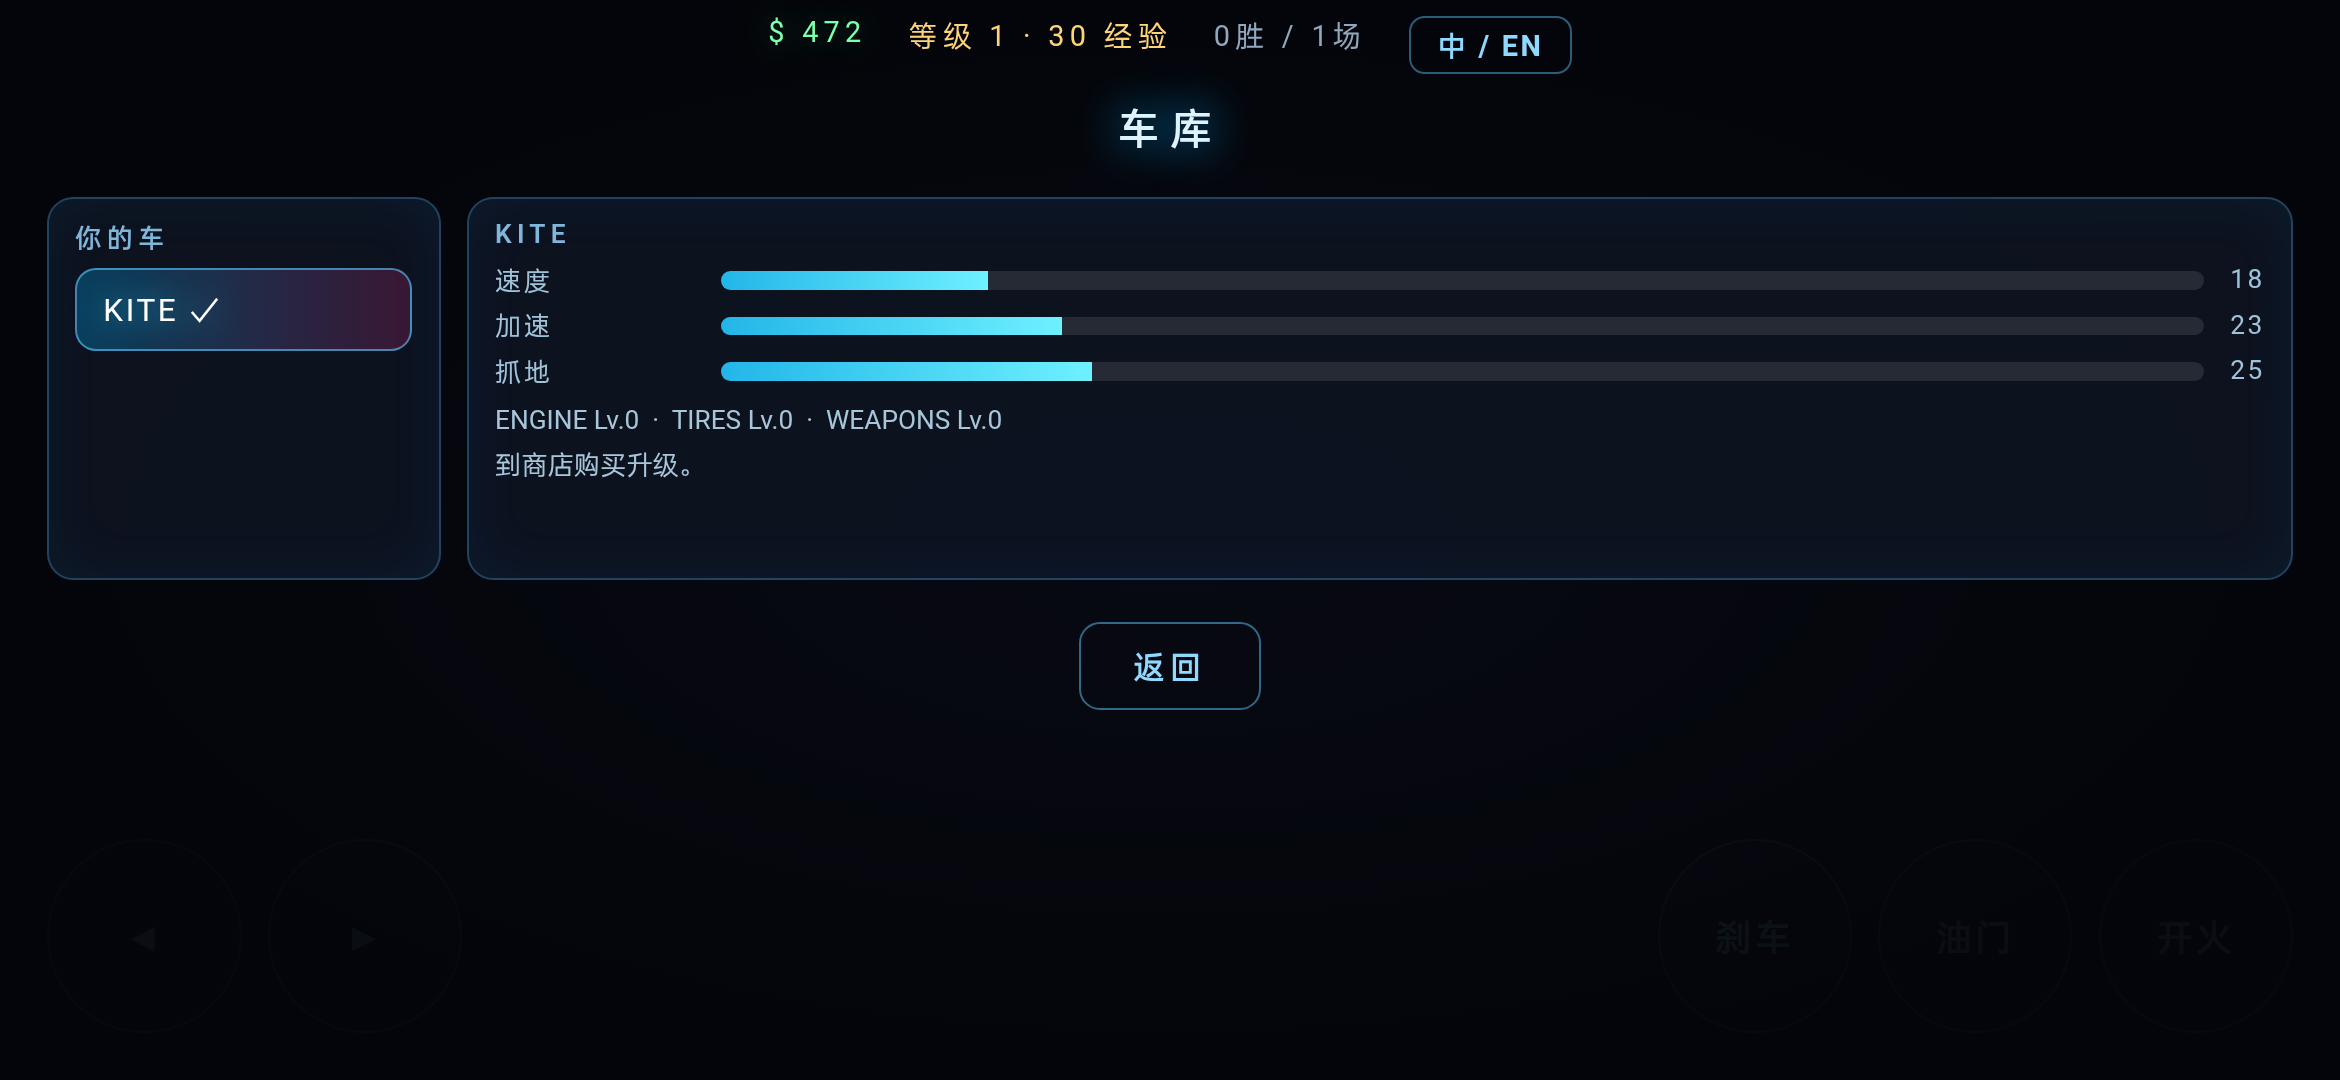 $ 472 等级 1 · 30 经验 0胜 / 1场 中 / EN
车库
你的车
KITE ✓
KITE
速度 18
加速 23
抓地 25
ENGINE Lv.0 · TIRES Lv.0 · WEAPONS Lv.0
到商店购买升级。
返回
◀ ▶ 刹车 油门 开火